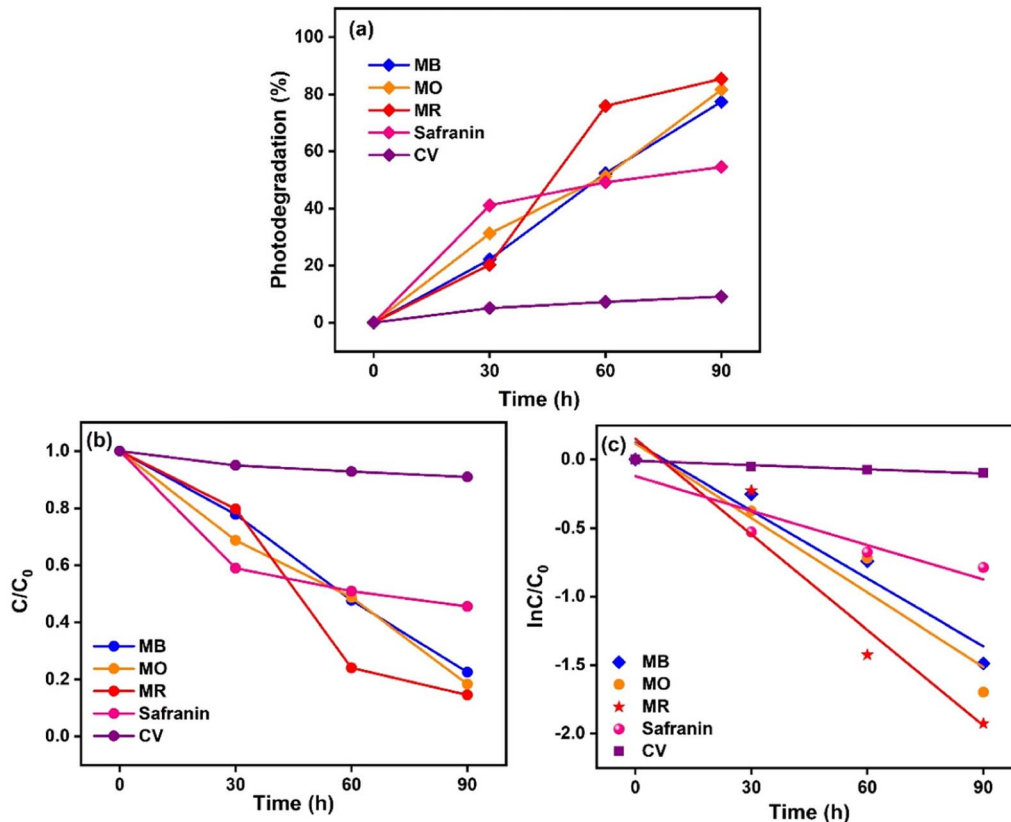 (a)
100
80
60
40
20
0
Photodegradation (%)
MB
MO
MR
Safranin
CV
0 30 60 90
Time (h)
(b)
1.0
0.8
0.6
0.4
0.2
0.0
C/C₀
MB
MO
MR
Safranin
CV
0 30 60 90
Time (h)
(c)
0.0
-0.5
-1.0
-1.5
-2.0
lnC/C₀
MB
MO
MR
Safranin
CV
0 30 60 90
Time (h)